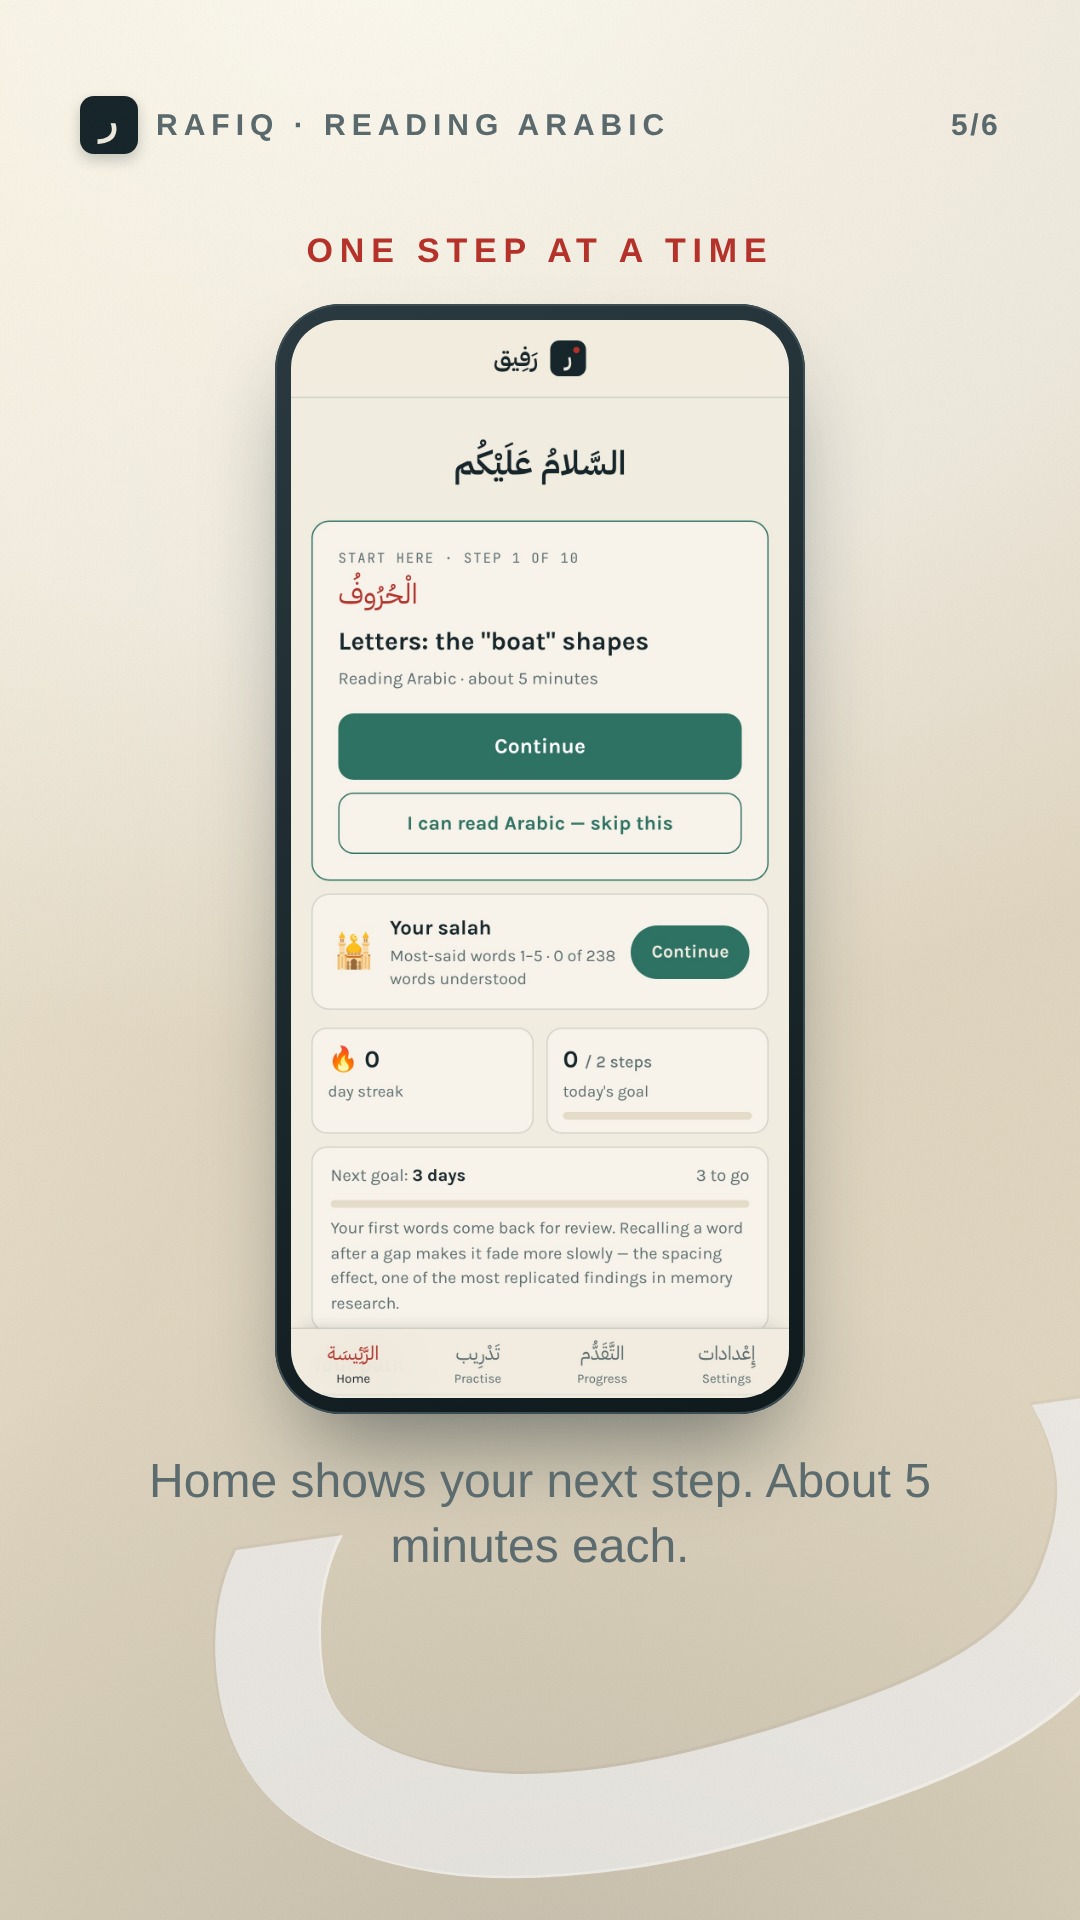 ر RAFIQ · READING ARABIC 5/6
ONE STEP AT A TIME
رَفِيق ر
السَّلامُ عَلَيْكُم
START HERE · STEP 1 OF 10
الْحُرُوفُ
Letters: the "boat" shapes
Reading Arabic · about 5 minutes
Continue
I can read Arabic — skip this
Your salah
Most-said words 1–5 · 0 of 238
words understood
Continue
0
day streak
0 / 2 steps
today's goal
Next goal: 3 days 3 to go
Your first words come back for review. Recalling a word
after a gap makes it fade more slowly — the spacing
effect, one of the most replicated findings in memory
research.
الرَّئِيسَة تَدْرِيب التَّقَدُّم إِعْدادات
Home Practise Progress Settings
Home shows your next step. About 5
minutes each.